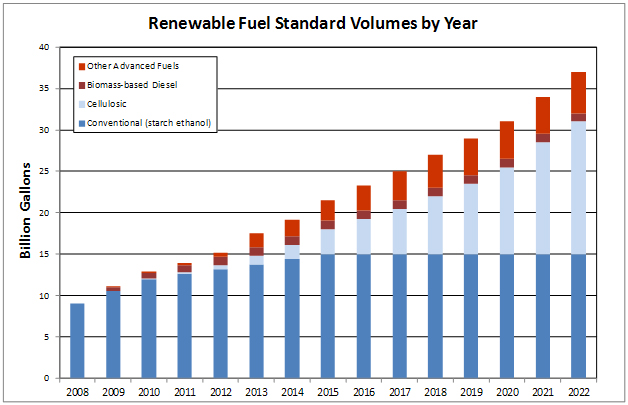 Renewable Fuel Standard Volumes by Year
40
35
30
25
20
15
10
5
0
Billion Gallons
Other Advanced Fuels
Biomass-based Diesel
Cellulosic
Conventional (starch ethanol)
2008 2009 2010 2011 2012 2013 2014 2015 2016 2017 2018 2019 2020 2021 2022